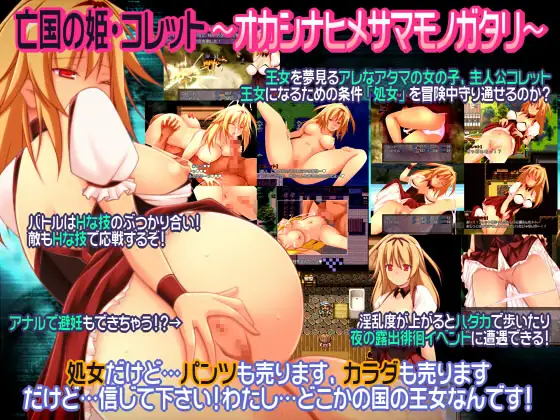 亡国の姫・コレット ～オカシナヒメサマモノガタリ～
王女を夢見るアレなアタマの女の子、主人公コレット
王女になるための条件「処女」を冒険中守り通せるのか?
バトルはHな技のぶつかり合い!
敵もHな技で応戦するぞ!
アナルで避妊もできちゃう!?→
淫乱度が上がるとハダカで歩いたり
夜の露出徘徊イベントに遭遇できる!
処女だけど…パンツも売ります、カラダも売ります
だけど…信じて下さい!わたし…どこかの国の王女なんです!